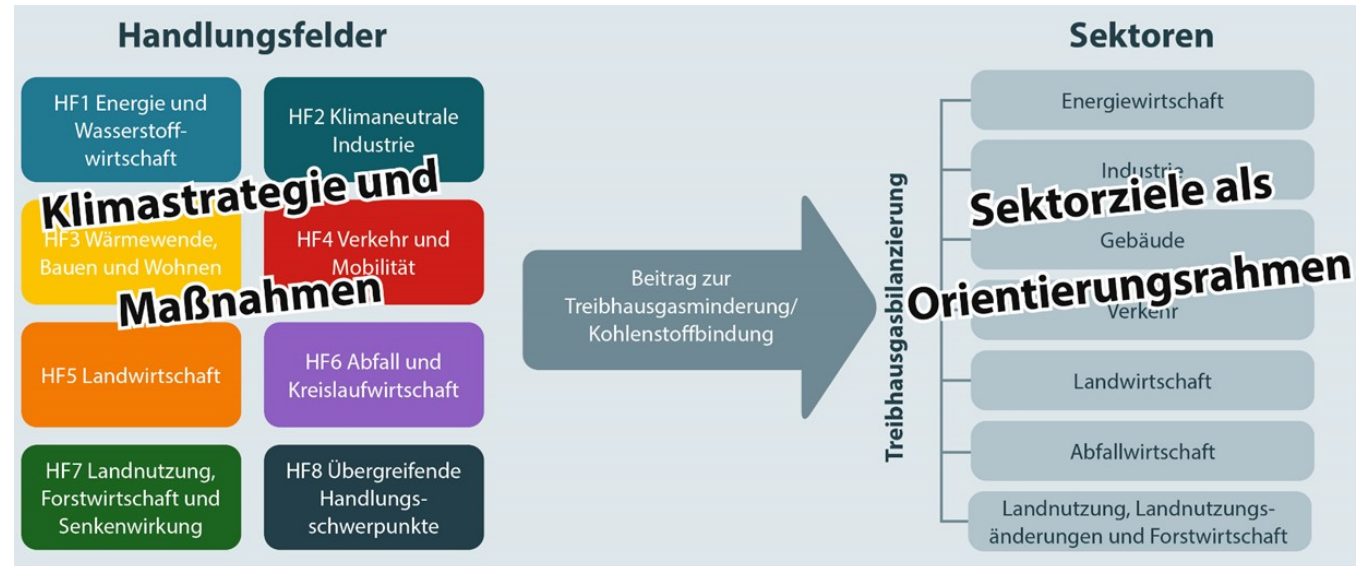 Handlungsfelder
HF1 Energie und
Wasserstoff-
wirtschaft
HF2 Klimaneutrale
Industrie
Klimastrategie und
Maßnahmen
HF3 Wärmewende,
Bauen und Wohnen
HF4 Verkehr und
Mobilität
HF5 Landwirtschaft
HF6 Abfall und
Kreislaufwirtschaft
HF7 Landnutzung,
Forstwirtschaft und
Senkenwirkung
HF8 Übergreifende
Handlungs-
schwerpunkte
Beitrag zur
Treibhausgasminderung/
Kohlenstoffbindung
Treibhausgasbilanzierung
Sektoren
Energiewirtschaft
Industrie
Sektorziele als
Orientierungsrahmen
Gebäude
Verkehr
Landwirtschaft
Abfallwirtschaft
Landnutzung, Landnutzungs-
änderungen und Forstwirtschaft